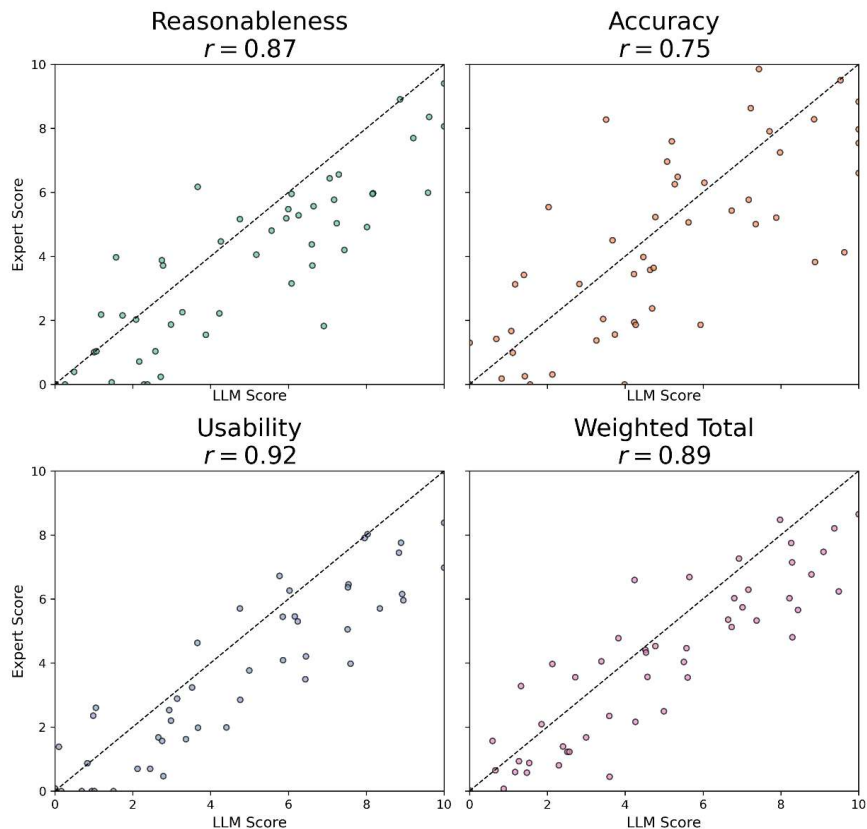 Reasonableness
r = 0.87
Accuracy
r = 0.75
10
8
6
4
2
0
Expert Score
LLM Score
LLM Score
Usability
r = 0.92
Weighted Total
r = 0.89
10
8
6
4
2
0
Expert Score
0 2 4 6 8 10
LLM Score
0 2 4 6 8 10
LLM Score